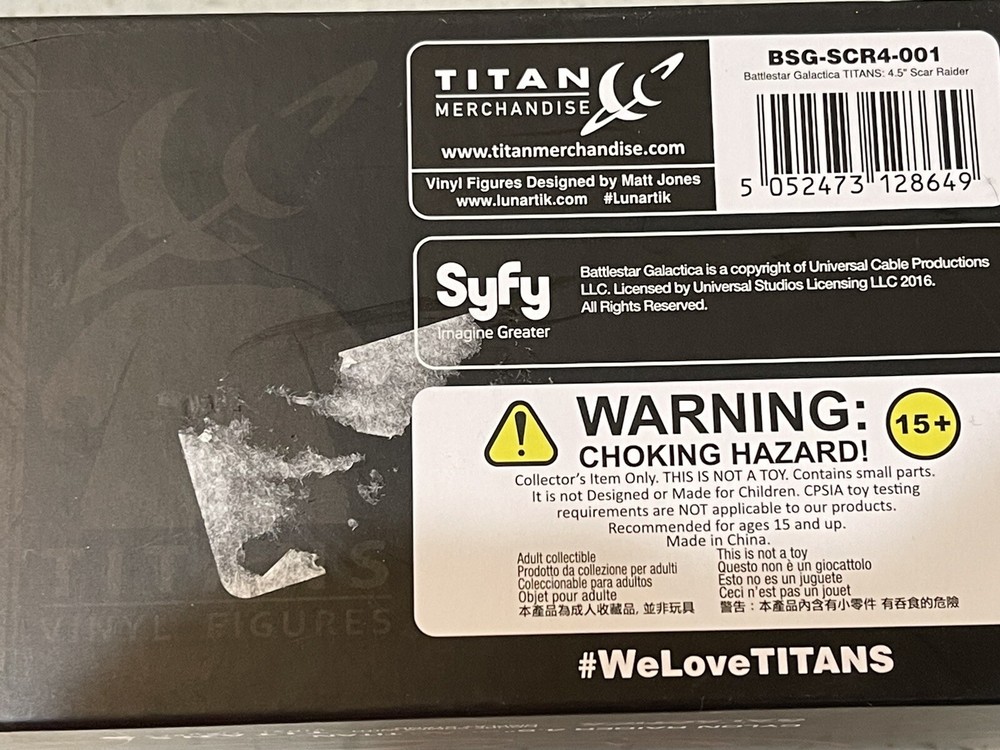 TITAN
MERCHANDISE
www.titanmerchandise.com
Vinyl Figures Designed by Matt Jones
www.lunartik.com #Lunartik
BSG-SCR4-001
Battlestar Galactica TITANS: 4.5" Scar Raider
5 052473 128649
Syfy
Imagine Greater
Battlestar Galactica is a copyright of Universal Cable Productions
LLC. Licensed by Universal Studios Licensing LLC 2016.
All Rights Reserved.
WARNING:
CHOKING HAZARD!
15+
Collector's Item Only. THIS IS NOT A TOY. Contains small parts.
It is not Designed or Made for Children. CPSIA toy testing
requirements are NOT applicable to our products.
Recommended for ages 15 and up.
Made in China.
Adult collectible
Prodotto da collezione per adulti
Coleccionable para adultos
Objet pour adulte
本產品為成人收藏品, 並非玩具
This is not a toy
Questo non è un giocattolo
Esto no es un juguete
Ceci n'est pas un jouet
警告：本產品內含有小零件 有吞食的危險
TITANS
VINYL FIGURES
#WeLoveTITANS